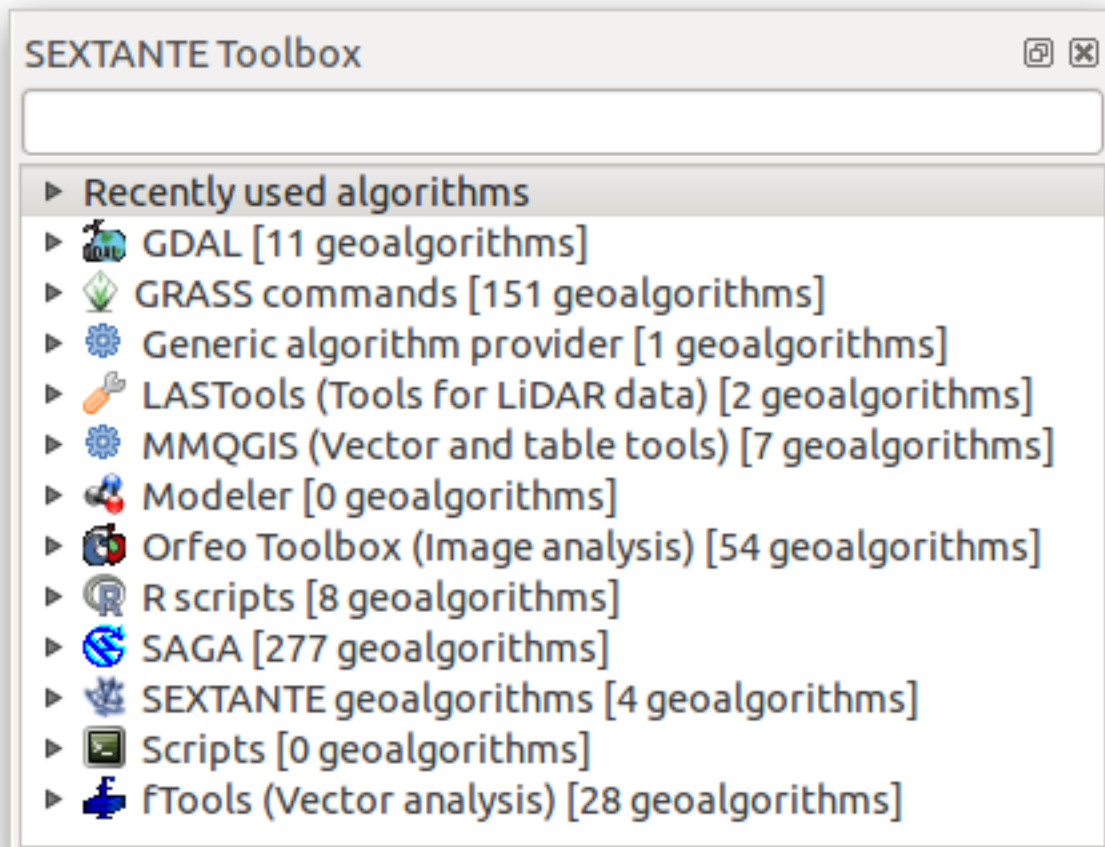 SEXTANTE Toolbox
Recently used algorithms
GDAL [11 geoalgorithms]
GRASS commands [151 geoalgorithms]
Generic algorithm provider [1 geoalgorithms]
LASTools (Tools for LiDAR data) [2 geoalgorithms]
MMQGIS (Vector and table tools) [7 geoalgorithms]
Modeler [0 geoalgorithms]
Orfeo Toolbox (Image analysis) [54 geoalgorithms]
R scripts [8 geoalgorithms]
SAGA [277 geoalgorithms]
SEXTANTE geoalgorithms [4 geoalgorithms]
Scripts [0 geoalgorithms]
fTools (Vector analysis) [28 geoalgorithms]